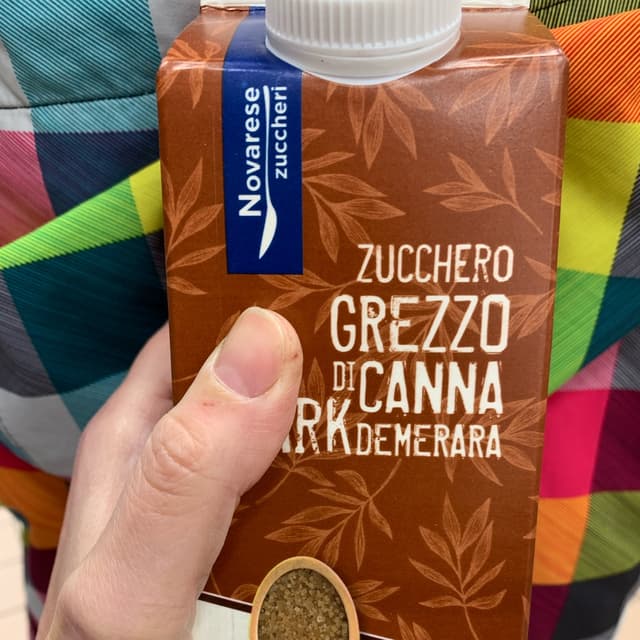 Novarese
zuccheri
ZUCCHERO
GREZZO
DI CANNA
DEMERARA